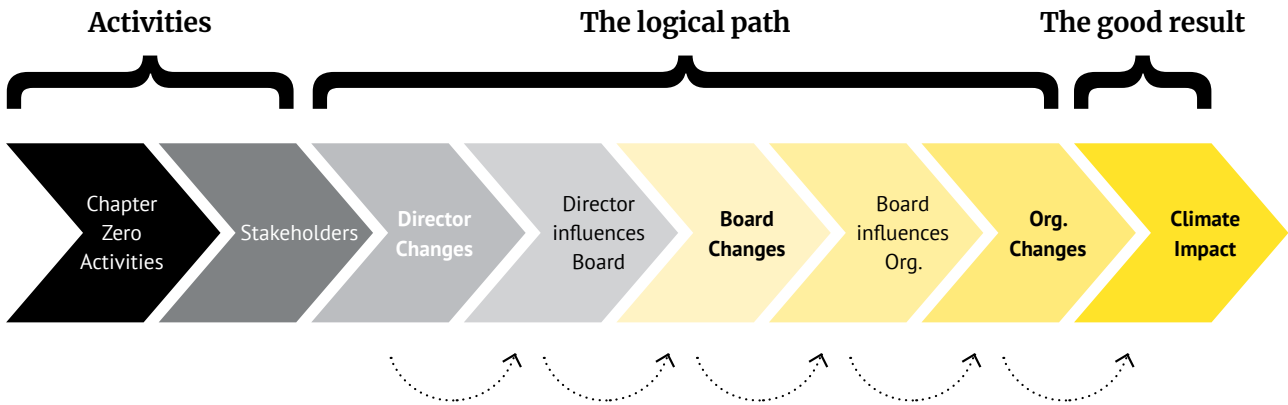 Activities
The logical path
The good result
Chapter
Zero
Activities
Stakeholders
Director
Changes
Director
influences
Board
Board
Changes
Board
influences
Org.
Org.
Changes
Climate
Impact